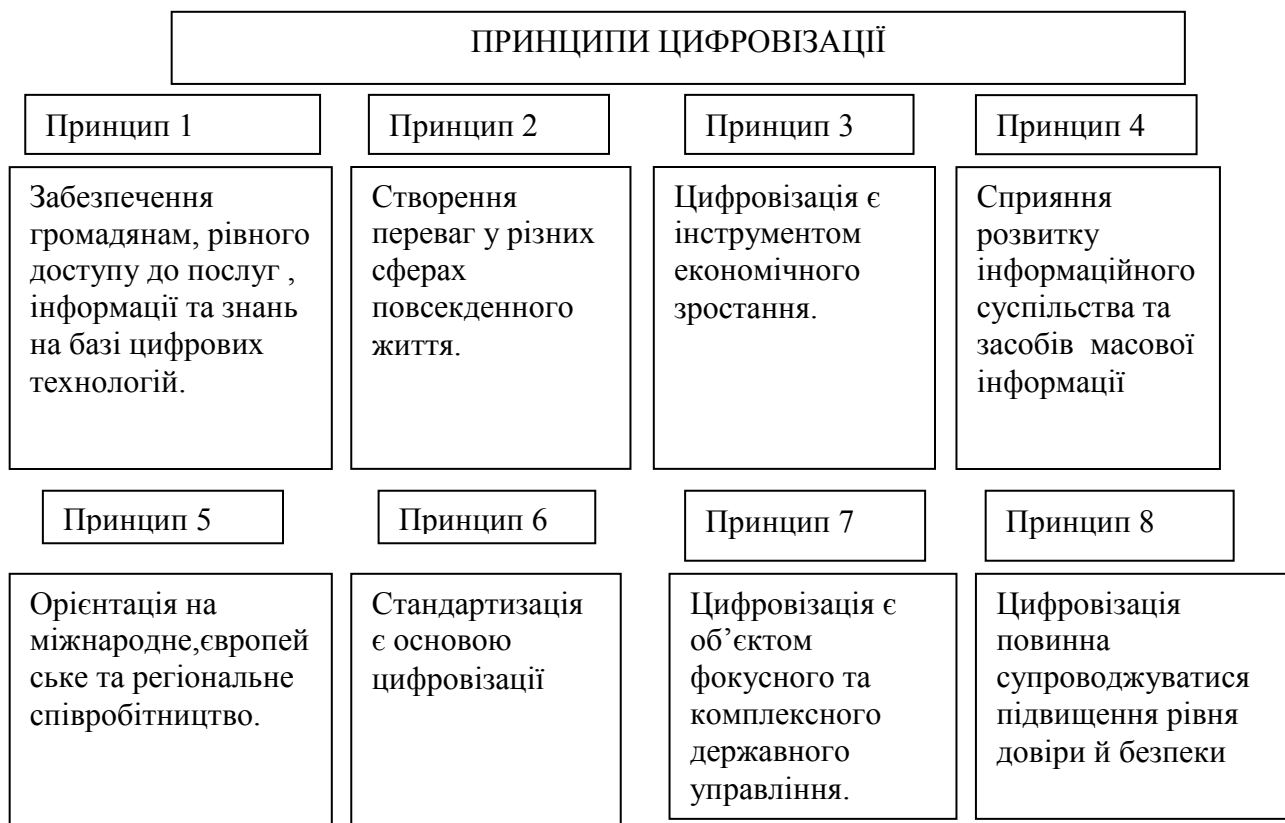 ПРИНЦИПИ ЦИФРОВІЗАЦІЇ
Принцип 1
Принцип 2
Принцип 3
Принцип 4
Забезпечення
громадянам, рівного
доступу до послуг ,
інформації та знань
на базі цифрових
технологій.
Створення
переваг у різних
сферах
повсекденного
життя.
Цифровізація є
інструментом
економічного
зростання.
Сприяння
розвитку
інформаційного
суспільства та
засобів масової
інформації
Принцип 5
Принцип 6
Принцип 7
Принцип 8
Орієнтація на
міжнародне,європей
ське та регіональне
співробітництво.
Стандартизація
є основою
цифровізації
Цифровізація є
об’єктом
фокусного та
комплексного
державного
управління.
Цифровізація
повинна
супроводжуватися
підвищення рівня
довіри й безпеки